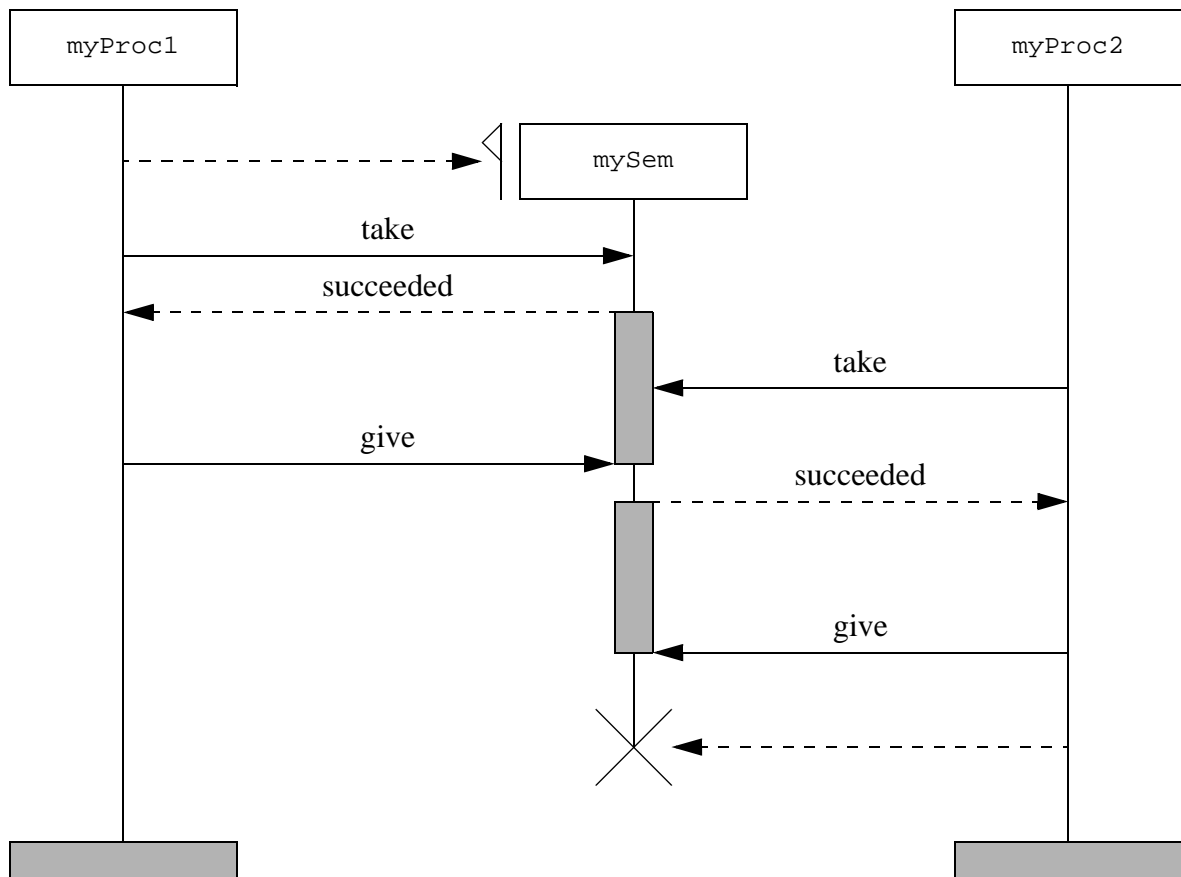 myProc1
myProc2
mySem
take
succeeded
take
give
succeeded
give